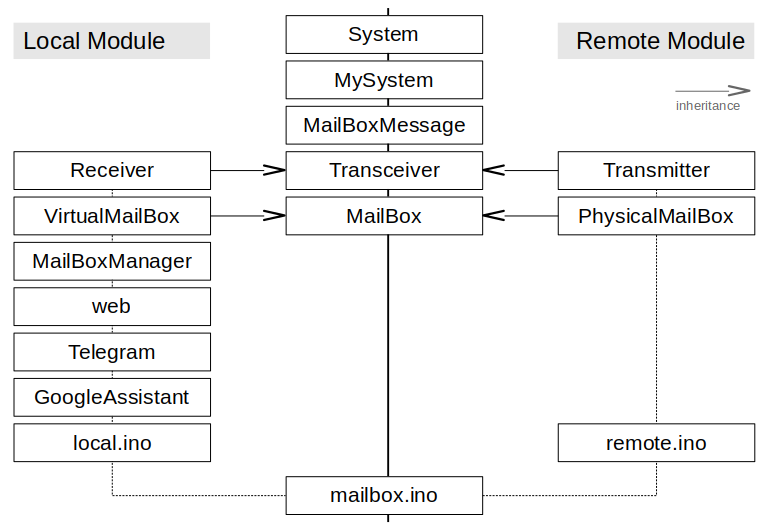 Local Module
System
Remote Module
MySystem
inheritance
MailBoxMessage
Receiver
Transceiver
Transmitter
VirtualMailBox
MailBox
PhysicalMailBox
MailBoxManager
web
Telegram
GoogleAssistant
local.ino
remote.ino
mailbox.ino